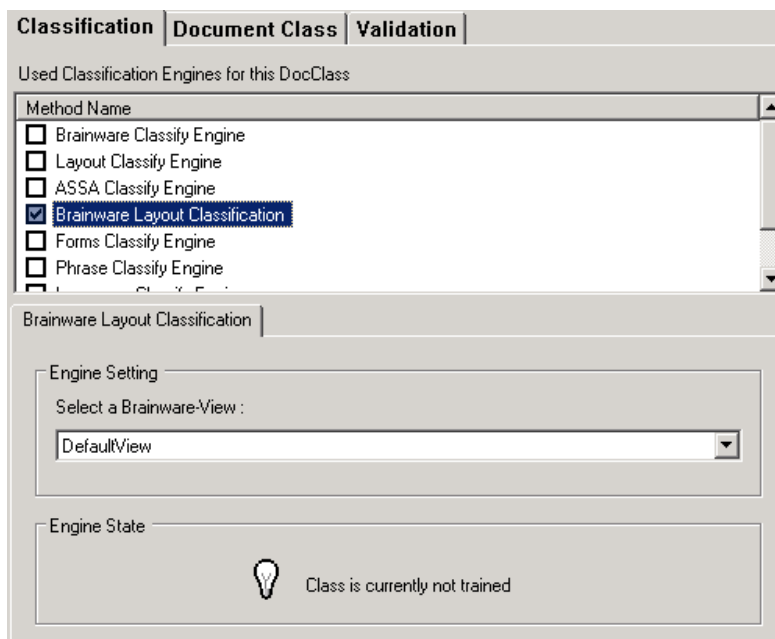 Classification Document Class Validation
Used Classification Engines for this DocClass
Method Name
Brainware Classify Engine
Layout Classify Engine
ASSA Classify Engine
Brainware Layout Classification
Forms Classify Engine
Phrase Classify Engine
Brainware Layout Classification
Engine Setting
Select a Brainware-View :
DefaultView
Engine State
Class is currently not trained